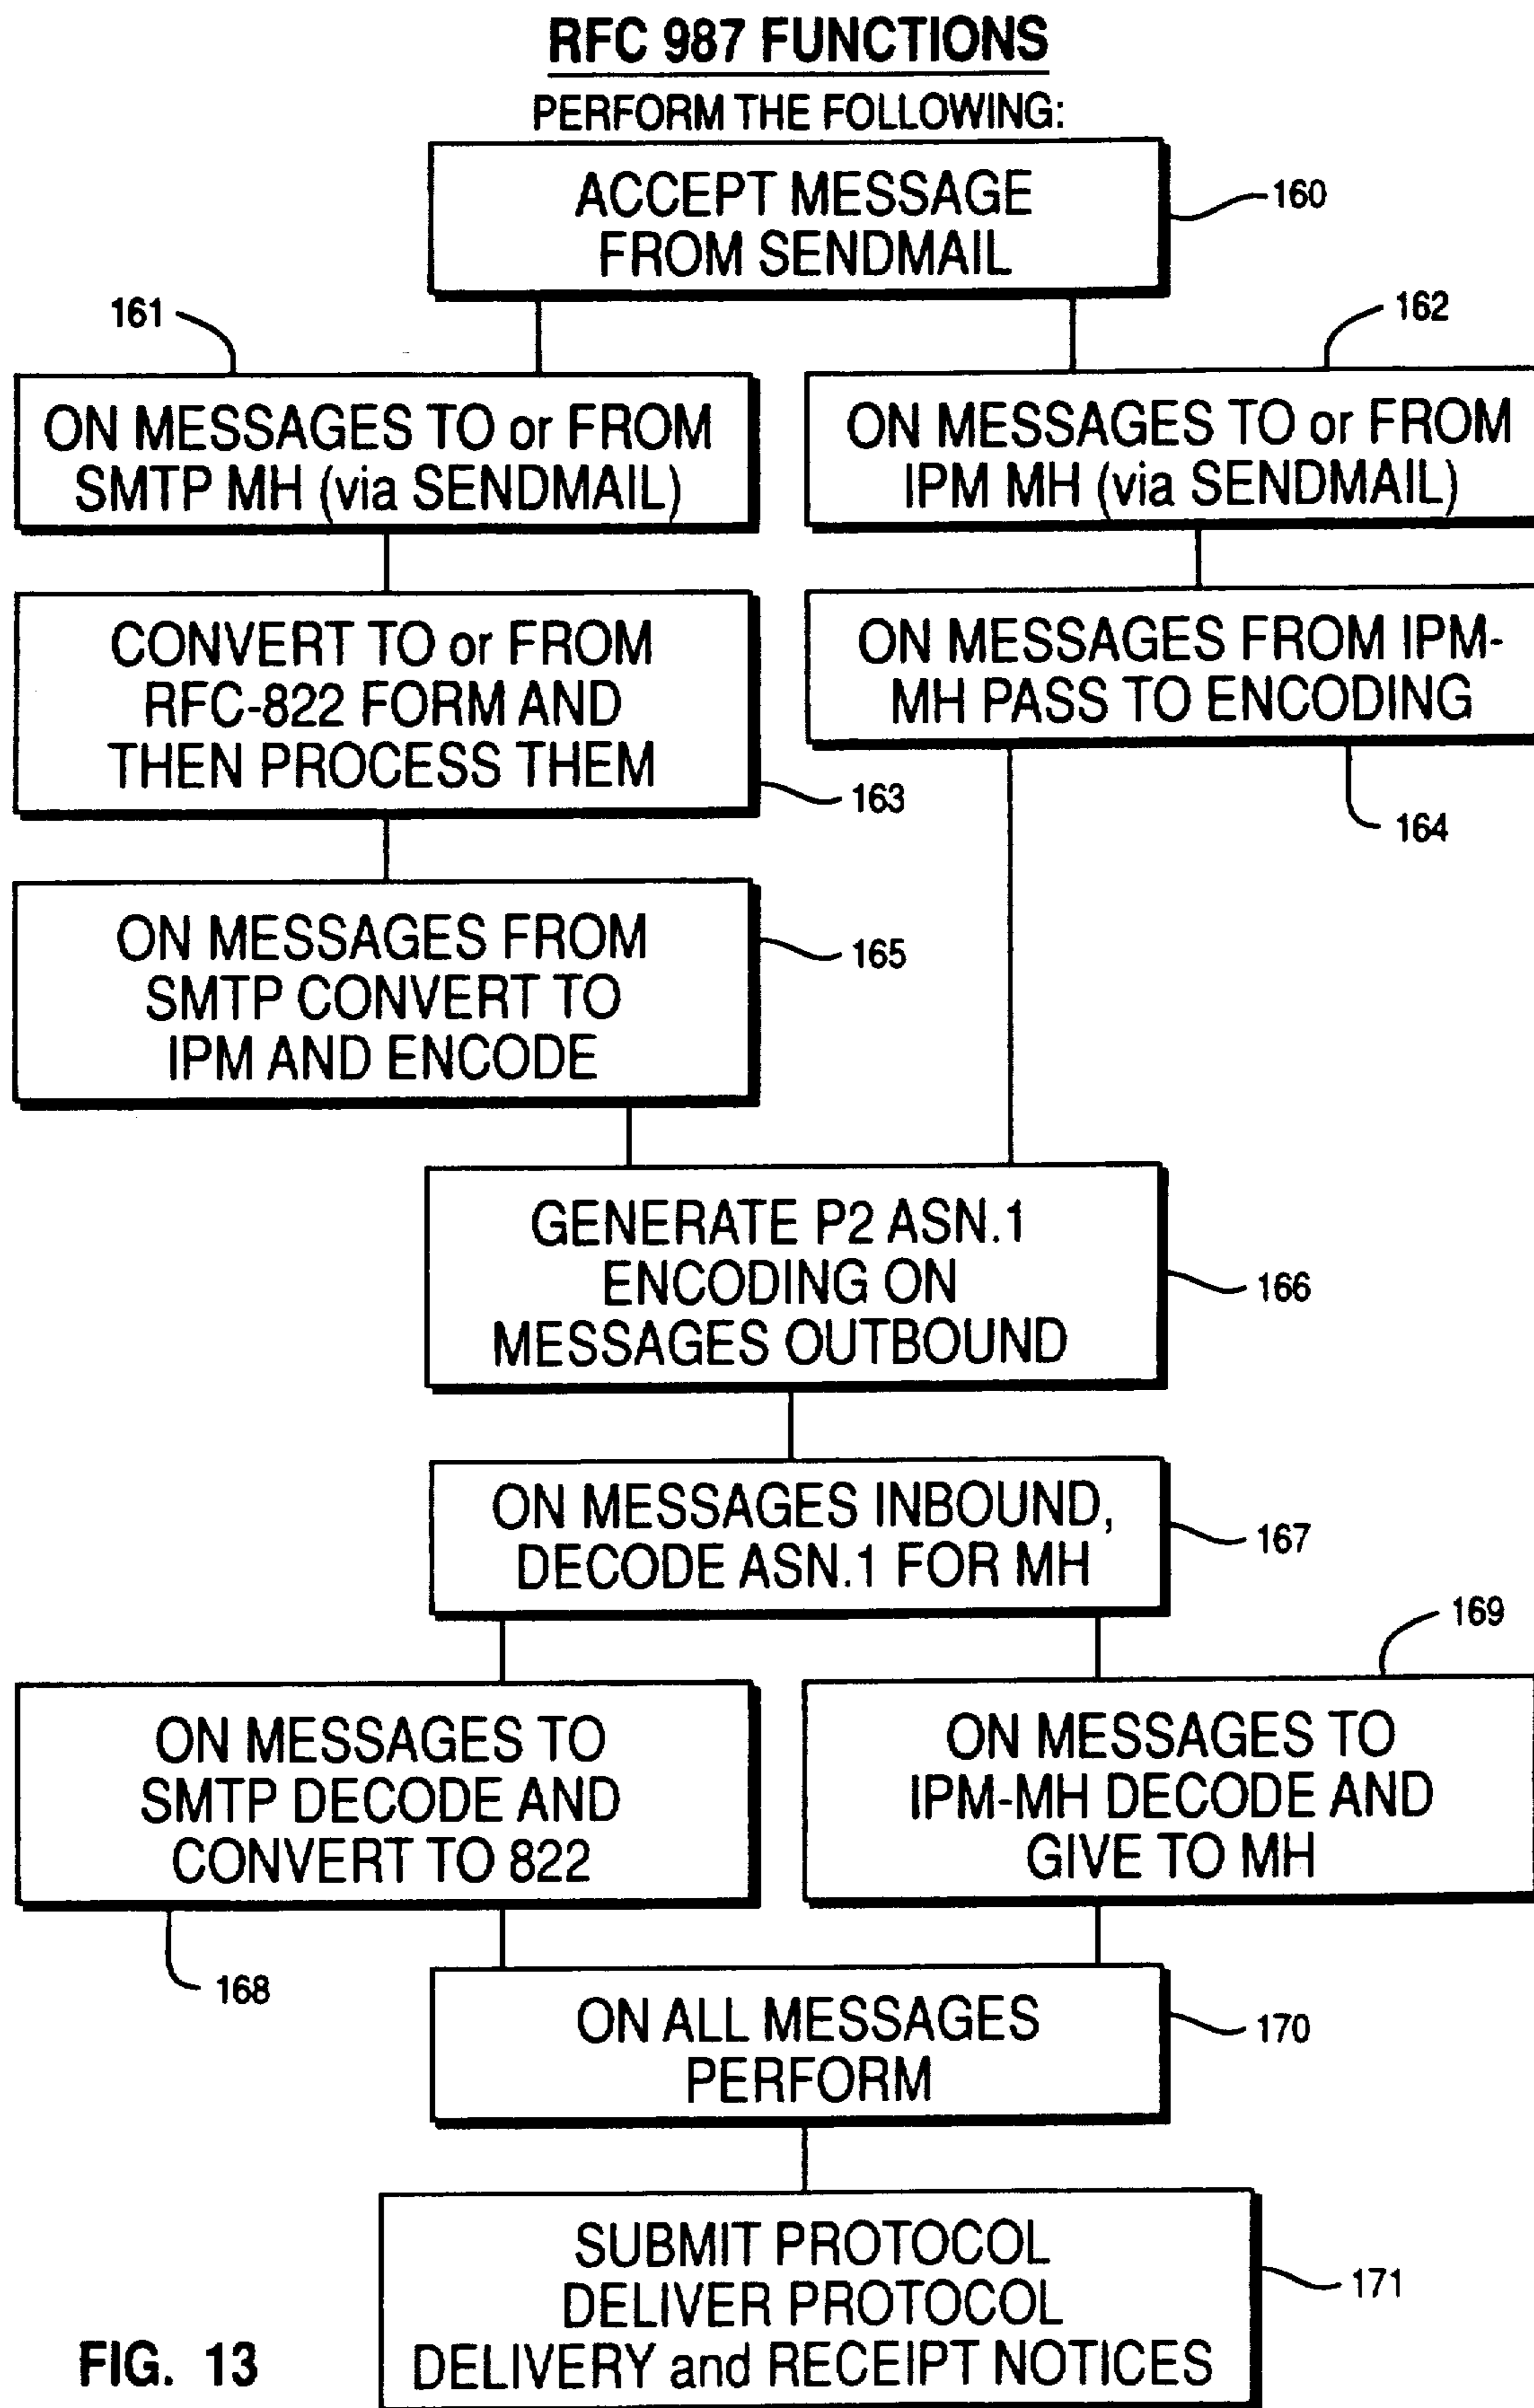 RFC 987 FUNCTIONS
PERFORM THE FOLLOWING:
ACCEPT MESSAGE
FROM SENDMAIL
160
161
162
ON MESSAGES TO or FROM
SMTP MH (via SENDMAIL)
ON MESSAGES TO or FROM
IPM MH (via SENDMAIL)
CONVERT TO or FROM
RFC-822 FORM AND
THEN PROCESS THEM
163
ON MESSAGES FROM IPM-
MH PASS TO ENCODING
164
ON MESSAGES FROM
SMTP CONVERT TO
IPM AND ENCODE
165
GENERATE P2 ASN.1
ENCODING ON
MESSAGES OUTBOUND
166
ON MESSAGES INBOUND,
DECODE ASN.1 FOR MH
167
169
ON MESSAGES TO
SMTP DECODE AND
CONVERT TO 822
168
ON MESSAGES TO
IPM-MH DECODE AND
GIVE TO MH
ON ALL MESSAGES
PERFORM
170
SUBMIT PROTOCOL
DELIVER PROTOCOL
DELIVERY and RECEIPT NOTICES
171
FIG. 13